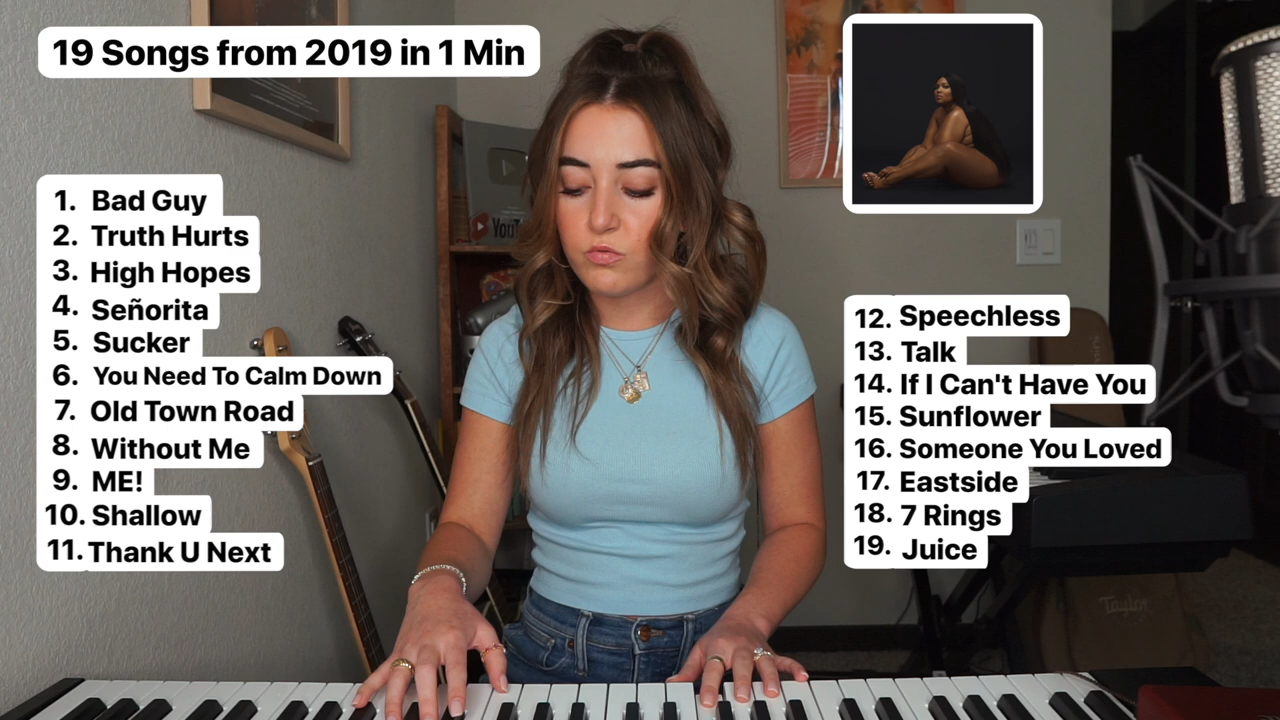 19 Songs from 2019 in 1 Min
1. Bad Guy
2. Truth Hurts
3. High Hopes
4. Señorita
5. Sucker
6. You Need To Calm Down
7. Old Town Road
8. Without Me
9. ME!
10. Shallow
11. Thank U Next
12. Speechless
13. Talk
14. If I Can't Have You
15. Sunflower
16. Someone You Loved
17. Eastside
18. 7 Rings
19. Juice
Taylor